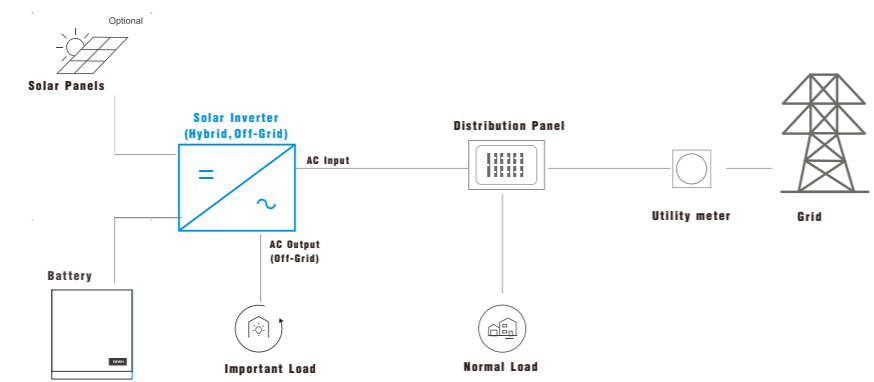 Optional
Solar Panels
Solar Inverter
(Hybrid, Off-Grid)
Distribution Panel
AC Input
Utility meter
Grid
AC Output
(Off-Grid)
Battery
Important Load
Normal Load